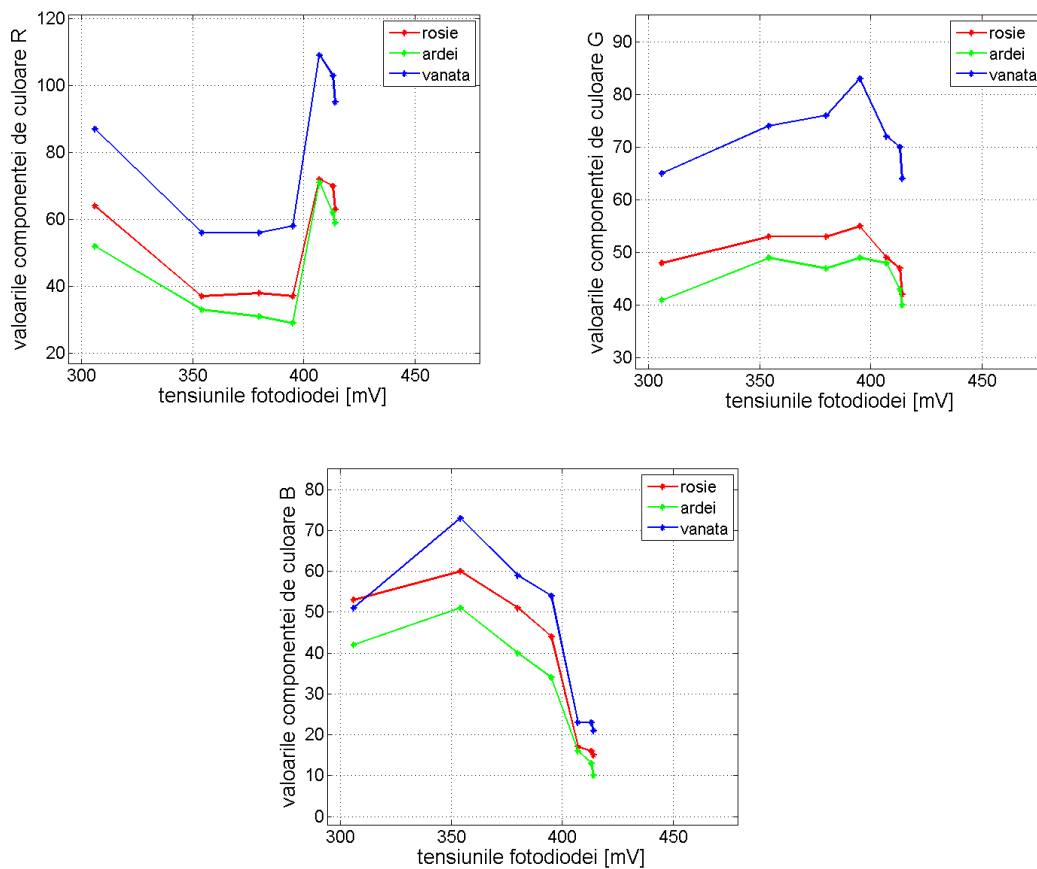 valoarile componentei de culoare R
120
100
80
60
40
20
300
350
400
450
tensiunile fotodiodei [mV]
rosie
ardei
vanata
valoarile componentei de culoare G
90
80
70
60
50
40
30
300
350
400
450
tensiunile fotodiodei [mV]
rosie
ardei
vanata
valoarile componentei de culoare B
80
70
60
50
40
30
20
10
0
300
350
400
450
tensiunile fotodiodei [mV]
rosie
ardei
vanata